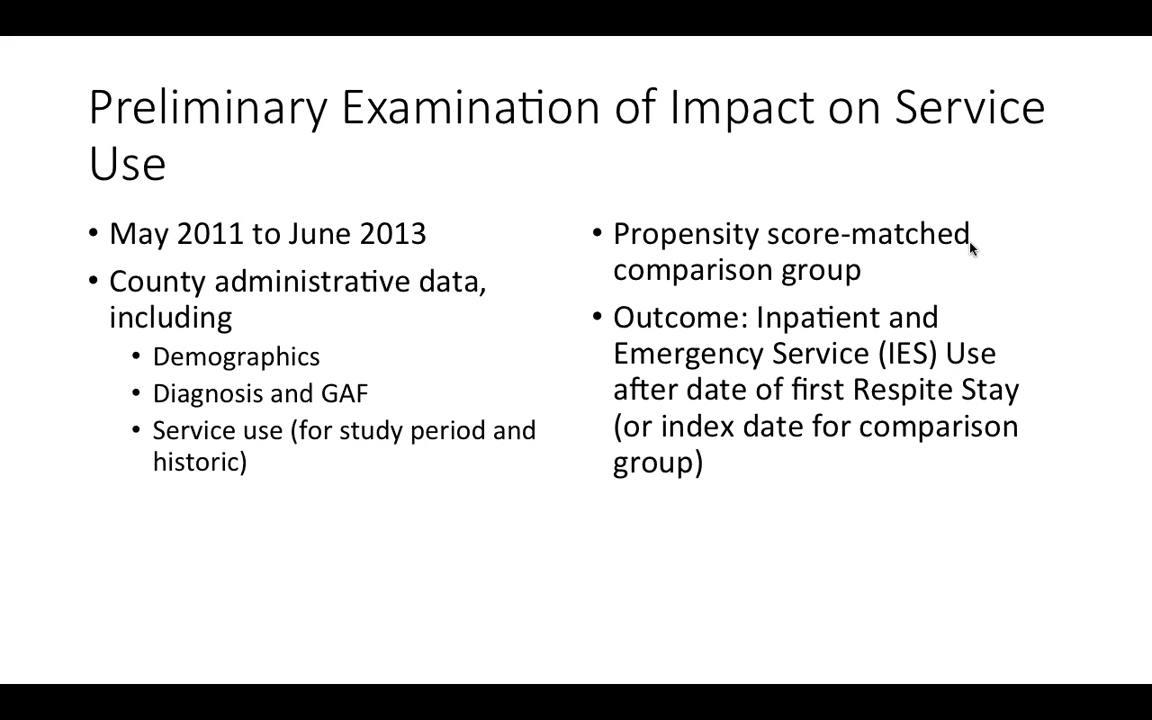 Preliminary Examination of Impact on Service
Use
• May 2011 to June 2013
• County administrative data,
including
• Demographics
• Diagnosis and GAF
• Service use (for study period and
historic)
• Propensity score-matched
comparison group
• Outcome: Inpatient and
Emergency Service (IES) Use
after date of first Respite Stay
(or index date for comparison
group)